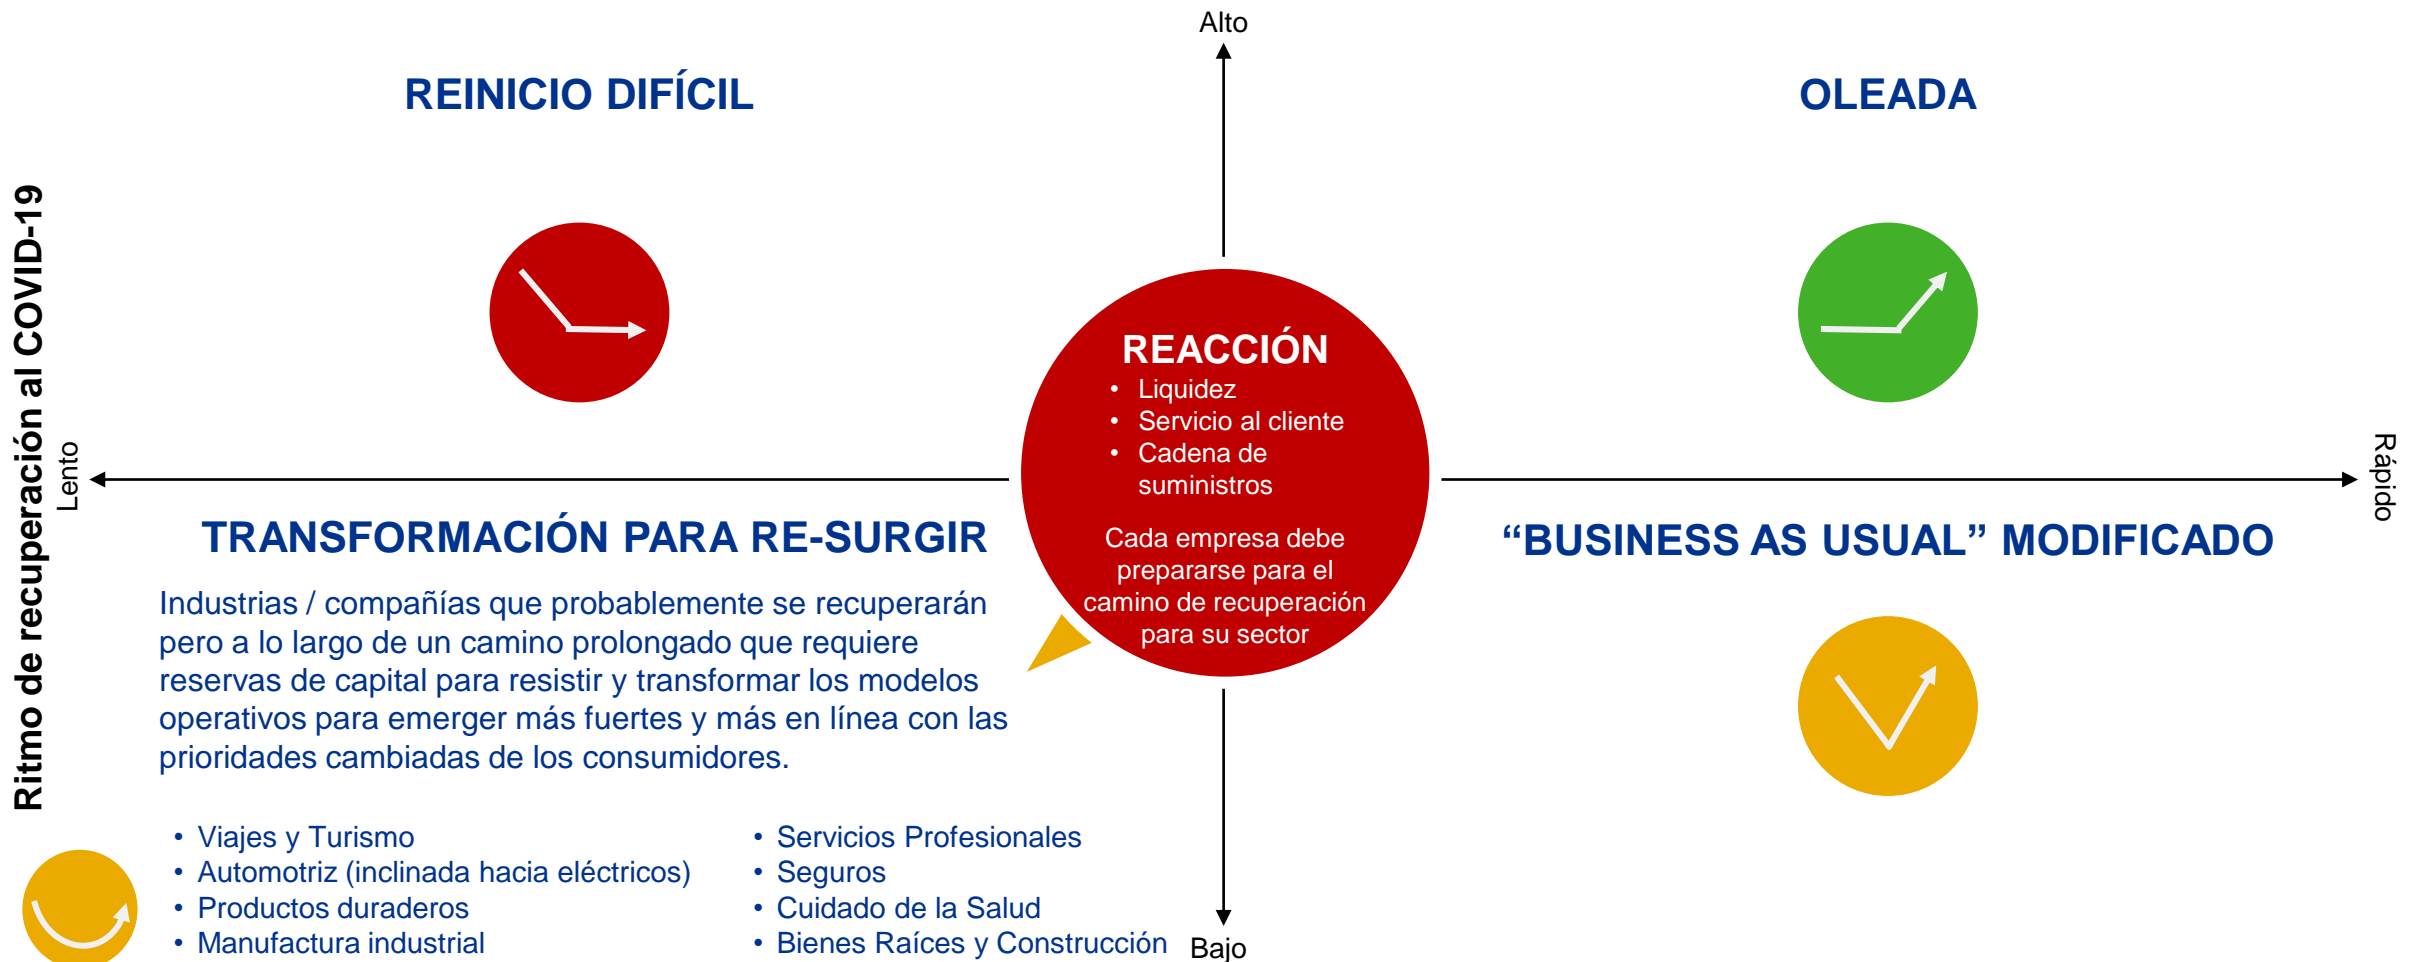 Alto
REINICIO DIFÍCIL
OLEADA
Ritmo de recuperación al COVID-19
Lento
Rápido
REACCIÓN
• Liquidez
• Servicio al cliente
• Cadena de
suministros
Cada empresa debe
prepararse para el
camino de recuperación
para su sector
TRANSFORMACIÓN PARA RE-SURGIR
Industrias / compañías que probablemente se recuperarán
pero a lo largo de un camino prolongado que requiere
reservas de capital para resistir y transformar los modelos
operativos para emerger más fuertes y más en línea con las
prioridades cambiadas de los consumidores.
• Viajes y Turismo
• Automotriz (inclinada hacia eléctricos)
• Productos duraderos
• Manufactura industrial
• Servicios Profesionales
• Seguros
• Cuidado de la Salud
• Bienes Raíces y Construcción
“BUSINESS AS USUAL” MODIFICADO
Bajo